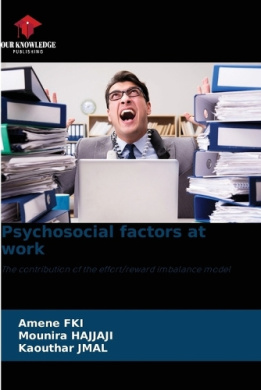 OUR KNOWLEDGE
PUBLISHING
Psychosocial factors at
work
The contribution of the effort/reward imbalance model
Amene FKI
Mounira HAJJAJI
Kaouthar JMAL